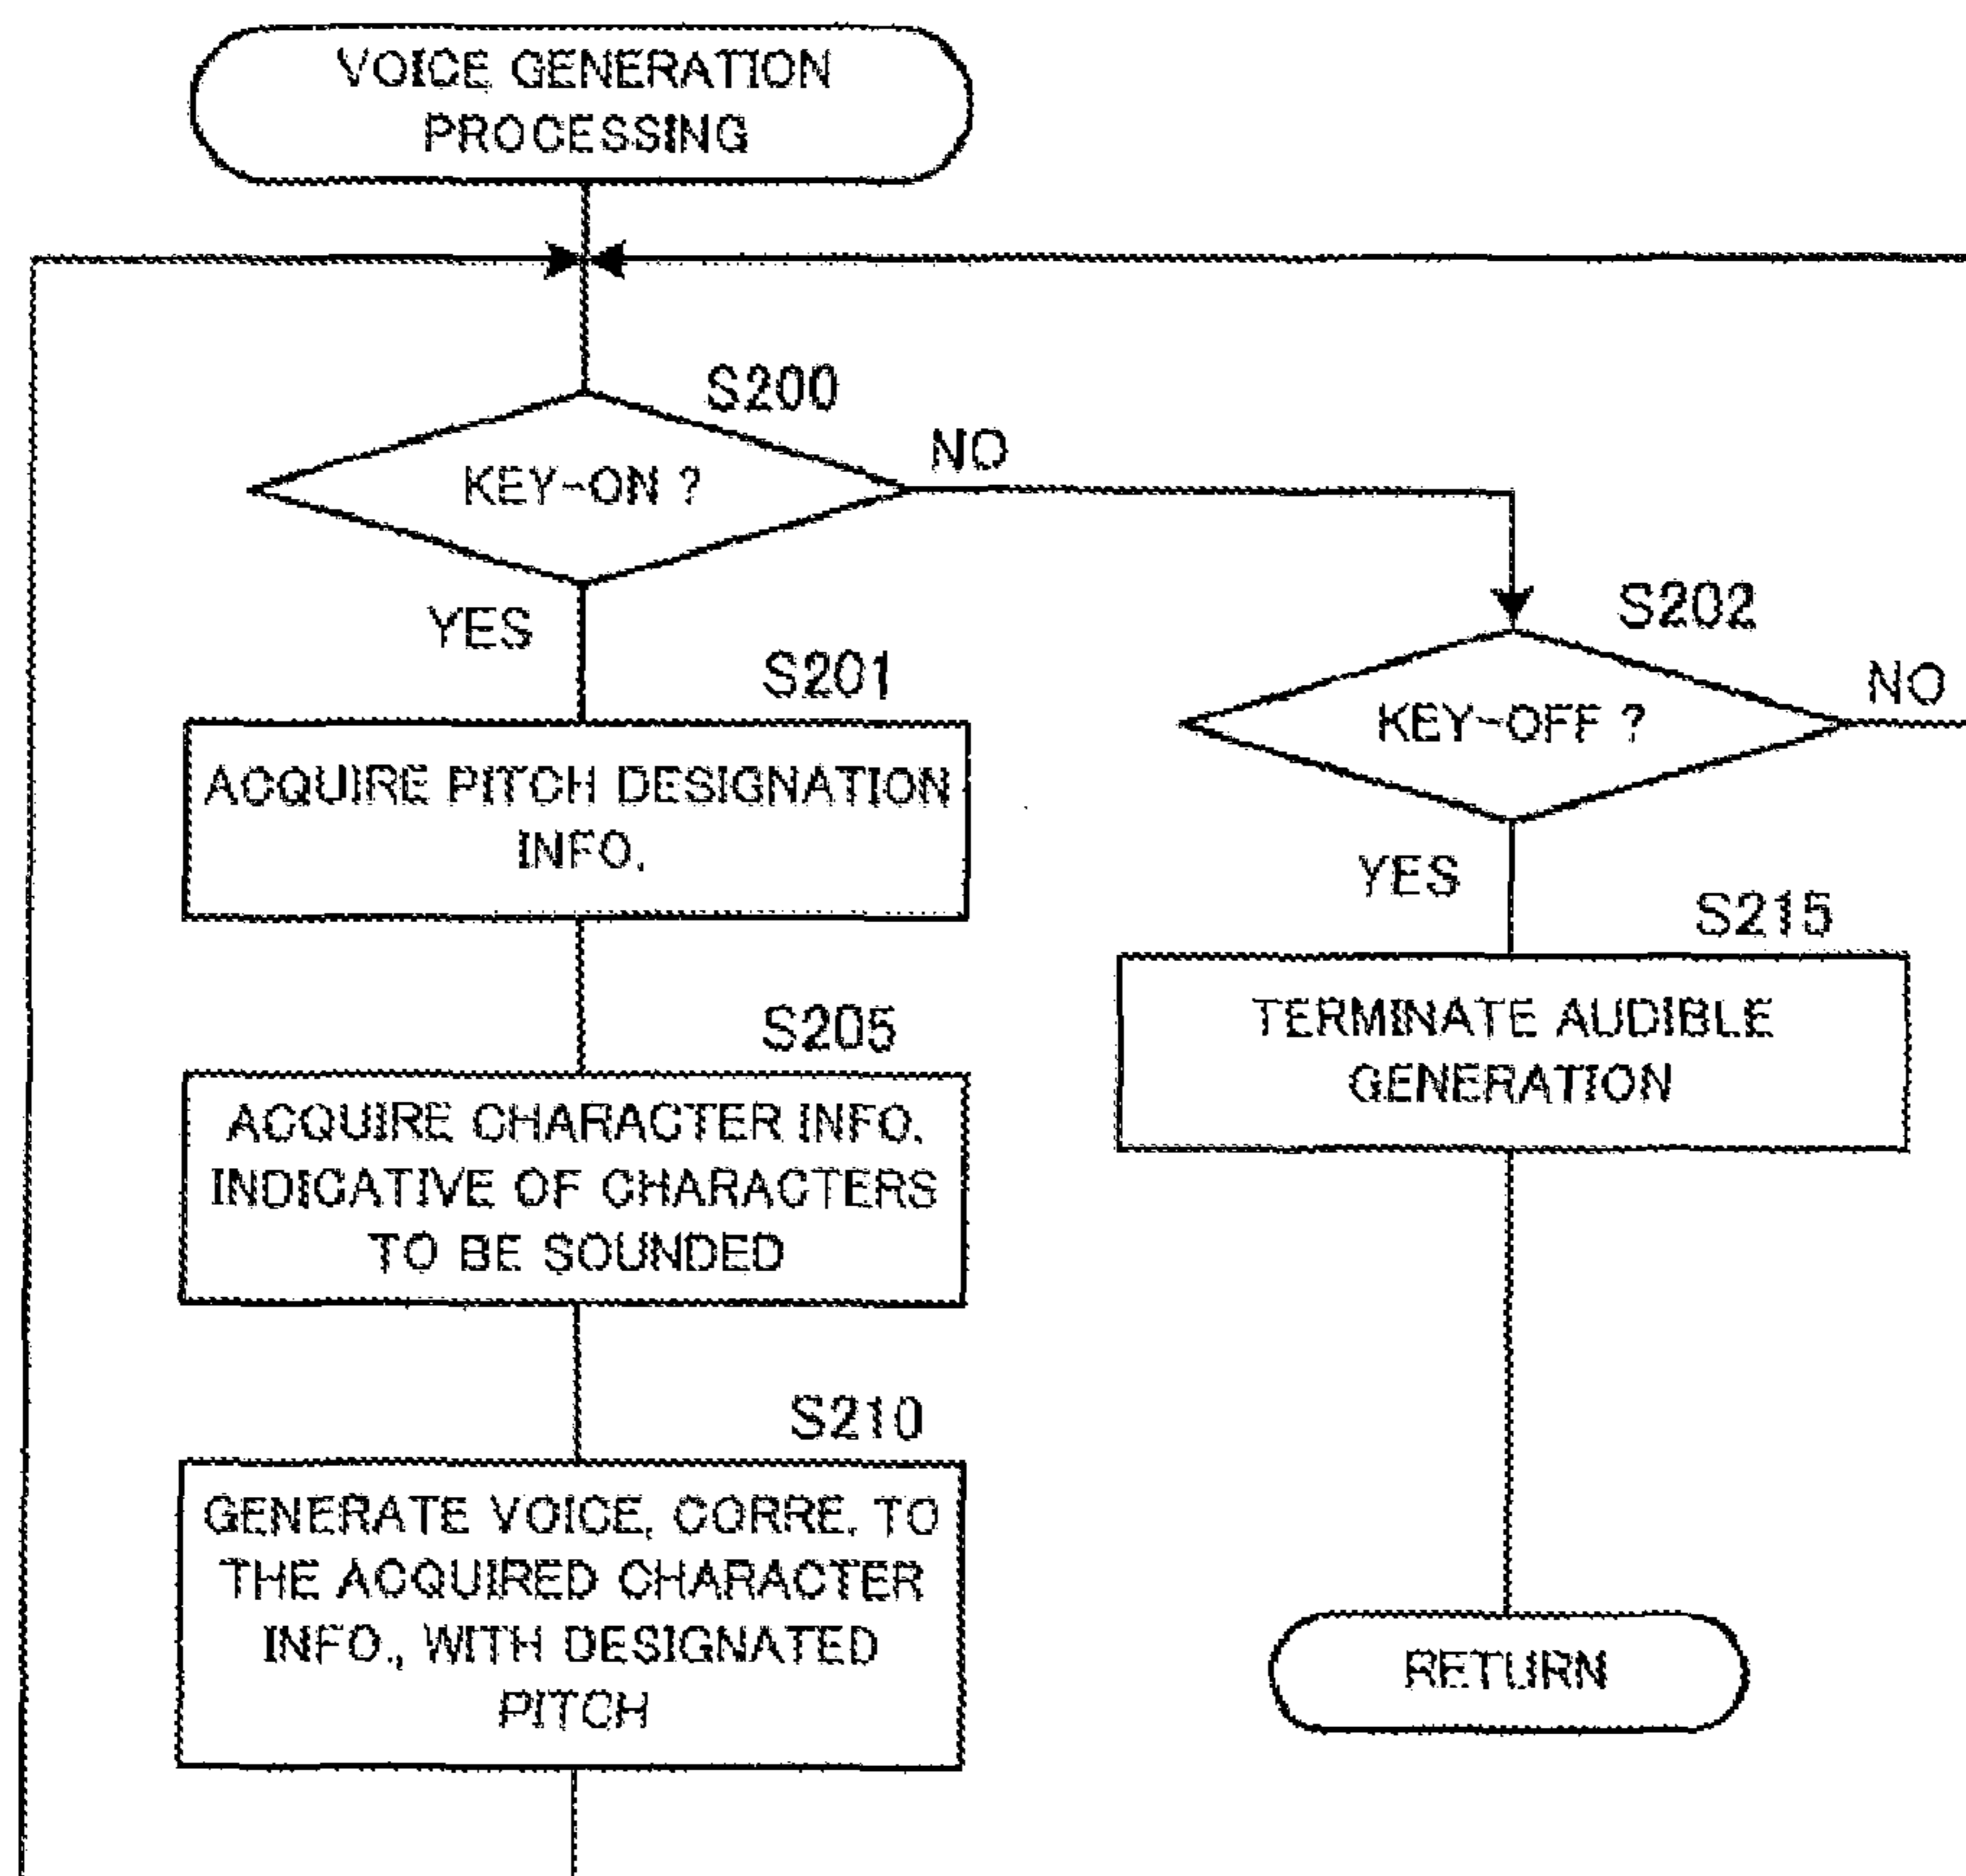 VOICE GENERATION
PROCESSING
S200
NO
KEY-ON ?
YES
S202
NO
KEY-OFF ?
S201
ACQUIRE PITCH DESIGNATION
INFO.
YES
S215
TERMINATE AUDIBLE
GENERATION
S205
ACQUIRE CHARACTER INFO.
INDICATIVE OF CHARACTERS
TO BE SOUNDED
S210
GENERATE VOICE, CORRE. TO
THE ACQUIRED CHARACTER
INFO., WITH DESIGNATED
PITCH
RETURN